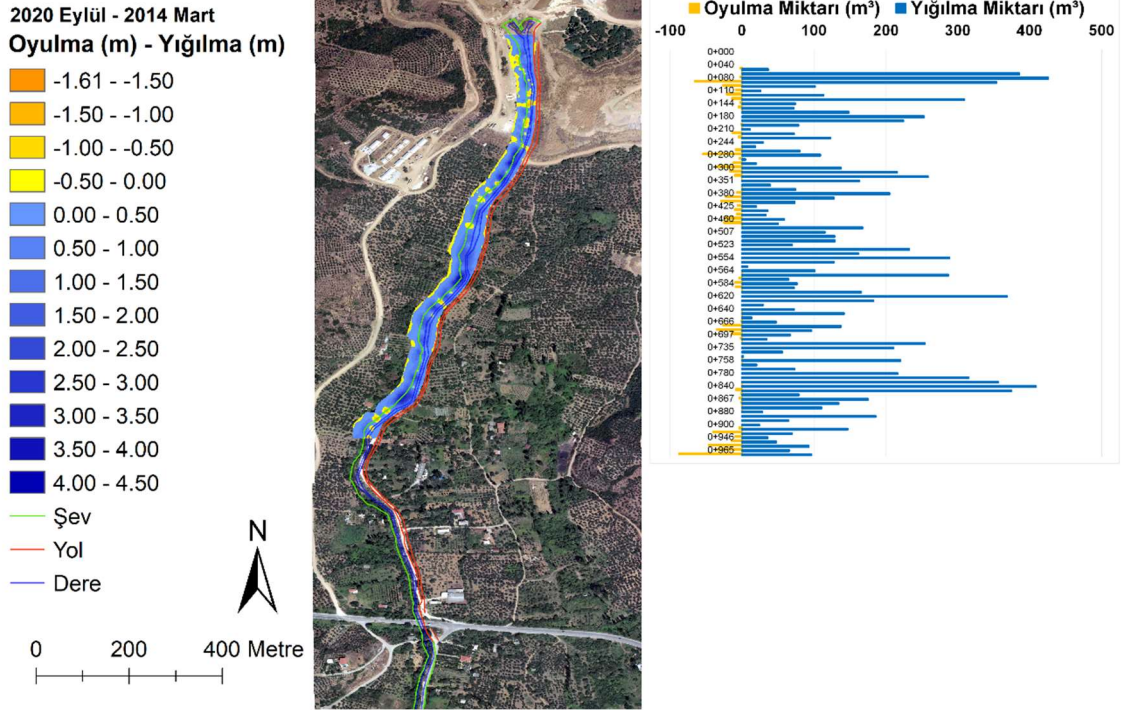 2020 Eylül - 2014 Mart
Oyulma (m) - Yığılma (m)
-1.61 - -1.50
-1.50 - -1.00
-1.00 - -0.50
-0.50 - 0.00
0.00 - 0.50
0.50 - 1.00
1.00 - 1.50
1.50 - 2.00
2.00 - 2.50
2.50 - 3.00
3.00 - 3.50
3.50 - 4.00
4.00 - 4.50
Şev
Yol
Dere
N
0 200 400 Metre
Oyulma Miktarı (m³) Yığılma Miktarı (m³)
-100 0 100 200 300 400 500
0+000
0+040
0+080
0+110
0+144
0+180
0+210
0+244
0+280
0+300
0+351
0+380
0+425
0+460
0+507
0+523
0+554
0+564
0+584
0+620
0+640
0+666
0+697
0+735
0+758
0+780
0+840
0+867
0+880
0+900
0+946
0+965